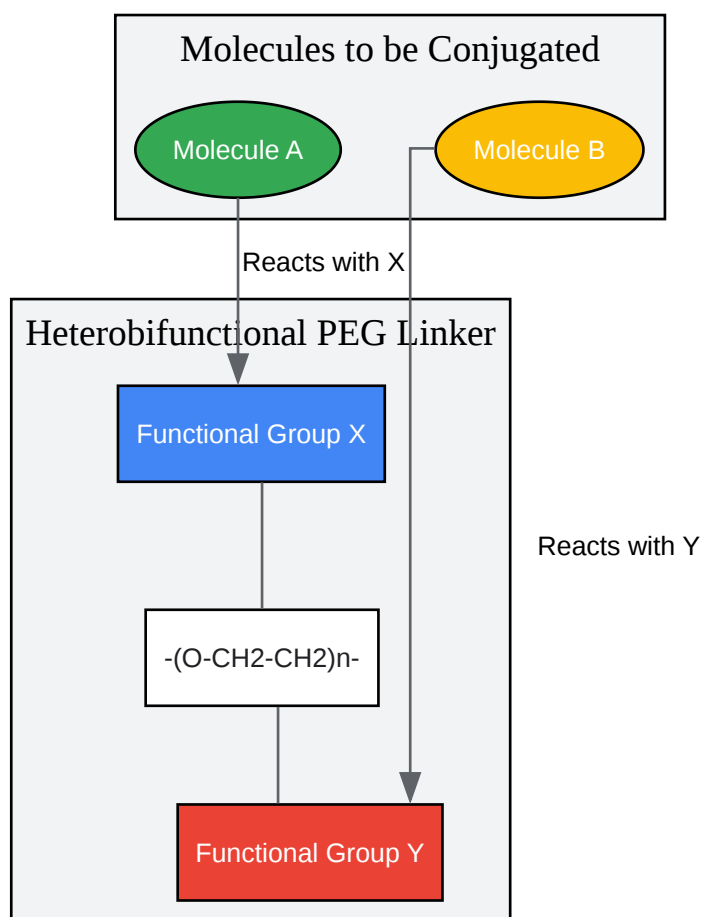 Molecules to be Conjugated
Molecule A
Molecule B
Reacts with X
Heterobifunctional PEG Linker
Functional Group X
Reacts with Y
-(O-CH2-CH2)n-
Functional Group Y